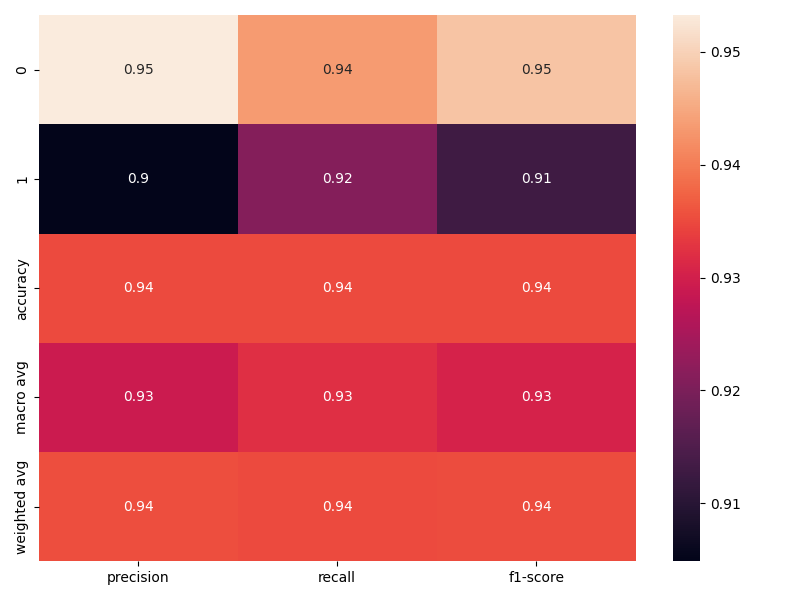 0 0.95 0.94 0.95
1 0.9 0.92 0.91
accuracy 0.94 0.94 0.94
macro avg 0.93 0.93 0.93
weighted avg 0.94 0.94 0.94
precision recall f1-score
0.95
0.94
0.93
0.92
0.91